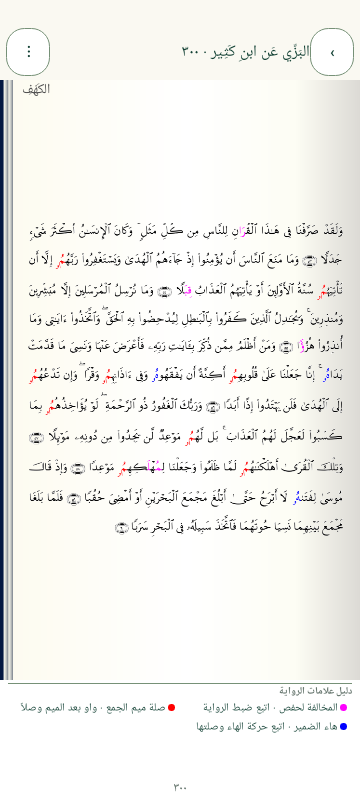 البَزِّي عَن ابنِ كَثِير · ٣٠٠
الكَهْفِ
وَلَقَدْ صَرَّفْنَا فِى هَـٰذَا ٱلْقُرَانِ لِلنَّاسِ مِن كُلِّ مَثَلٍ ۚ وَكَانَ ٱلْإِنسَـٰنُ أَكْثَرَ شَىْءٍ
جَدَلًا ۝ وَمَا مَنَعَ ٱلنَّاسَ أَن يُؤْمِنُوا۟ إِذْ جَآءَهُمُ ٱلْهُدَىٰ وَيَسْتَغْفِرُوا۟ رَبَّهُمُۥ إِلَّا أَن
تَأْتِيَهُمُۥ سُنَّةُ ٱلْأَوَّلِينَ أَوْ يَأْتِيَهُمُ ٱلْعَذَابُ قِبَلًا ۝ وَمَا نُرْسِلُ ٱلْمُرْسَلِينَ إِلَّا مُبَشِّرِينَ
وَمُنذِرِينَ ۚ وَيُجَـٰدِلُ ٱلَّذِينَ كَفَرُوا۟ بِٱلْبَـٰطِلِ لِيُدْحِضُوا۟ بِهِ ٱلْحَقَّ ۖ وَٱتَّخَذُوٓا۟ ءَايَـٰتِى وَمَا
أُنذِرُوا۟ هُزُؤًا ۝ وَمَنْ أَظْلَمُ مِمَّن ذُكِّرَ بِـَٔايَـٰتِ رَبِّهِۦ فَأَعْرَضَ عَنْهَا وَنَسِىَ مَا قَدَّمَتْ
يَدَاهُۥ ۚ إِنَّا جَعَلْنَا عَلَىٰ قُلُوبِهِمُۥ أَكِنَّةً أَن يَفْقَهُوهُۥ وَفِى ءَاذَانِهِمُۥ وَقْرًا ۖ وَإِن تَدْعُهُمُۥ
إِلَى ٱلْهُدَىٰ فَلَن يَهْتَدُوٓا۟ إِذًا أَبَدًا ۝ وَرَبُّكَ ٱلْغَفُورُ ذُو ٱلرَّحْمَةِ ۖ لَوْ يُؤَاخِذُهُمُۥ بِمَا
كَسَبُوا۟ لَعَجَّلَ لَهُمُ ٱلْعَذَابَ ۚ بَل لَّهُمُۥ مَوْعِدٌ لَّن يَجِدُوا۟ مِن دُونِهِۦ مَوْئِلًا ۝
وَتِلْكَ ٱلْقُرَىٰٓ أَهْلَكْنَـٰهُمُۥ لَمَّا ظَلَمُوا۟ وَجَعَلْنَا لِمُهْلَكِهِمُۥ مَوْعِدًا ۝ وَإِذْ قَالَ
مُوسَىٰ لِفَتَىٰهُۥ لَآ أَبْرَحُ حَتَّىٰٓ أَبْلُغَ مَجْمَعَ ٱلْبَحْرَيْنِ أَوْ أَمْضِىَ حُقُبًا ۝ فَلَمَّا بَلَغَا
مَجْمَعَ بَيْنِهِمَا نَسِيَا حُوتَهُمَا فَٱتَّخَذَ سَبِيلَهُۥ فِى ٱلْبَحْرِ سَرَبًا ۝
دليل علامات الرواية
المخالفة لحفص · اتبع ضبط الرواية
صلة ميم الجمع · واو بعد الميم وصلاً
هاء الضمير · اتبع حركة الهاء وصلتها
٣٠٠